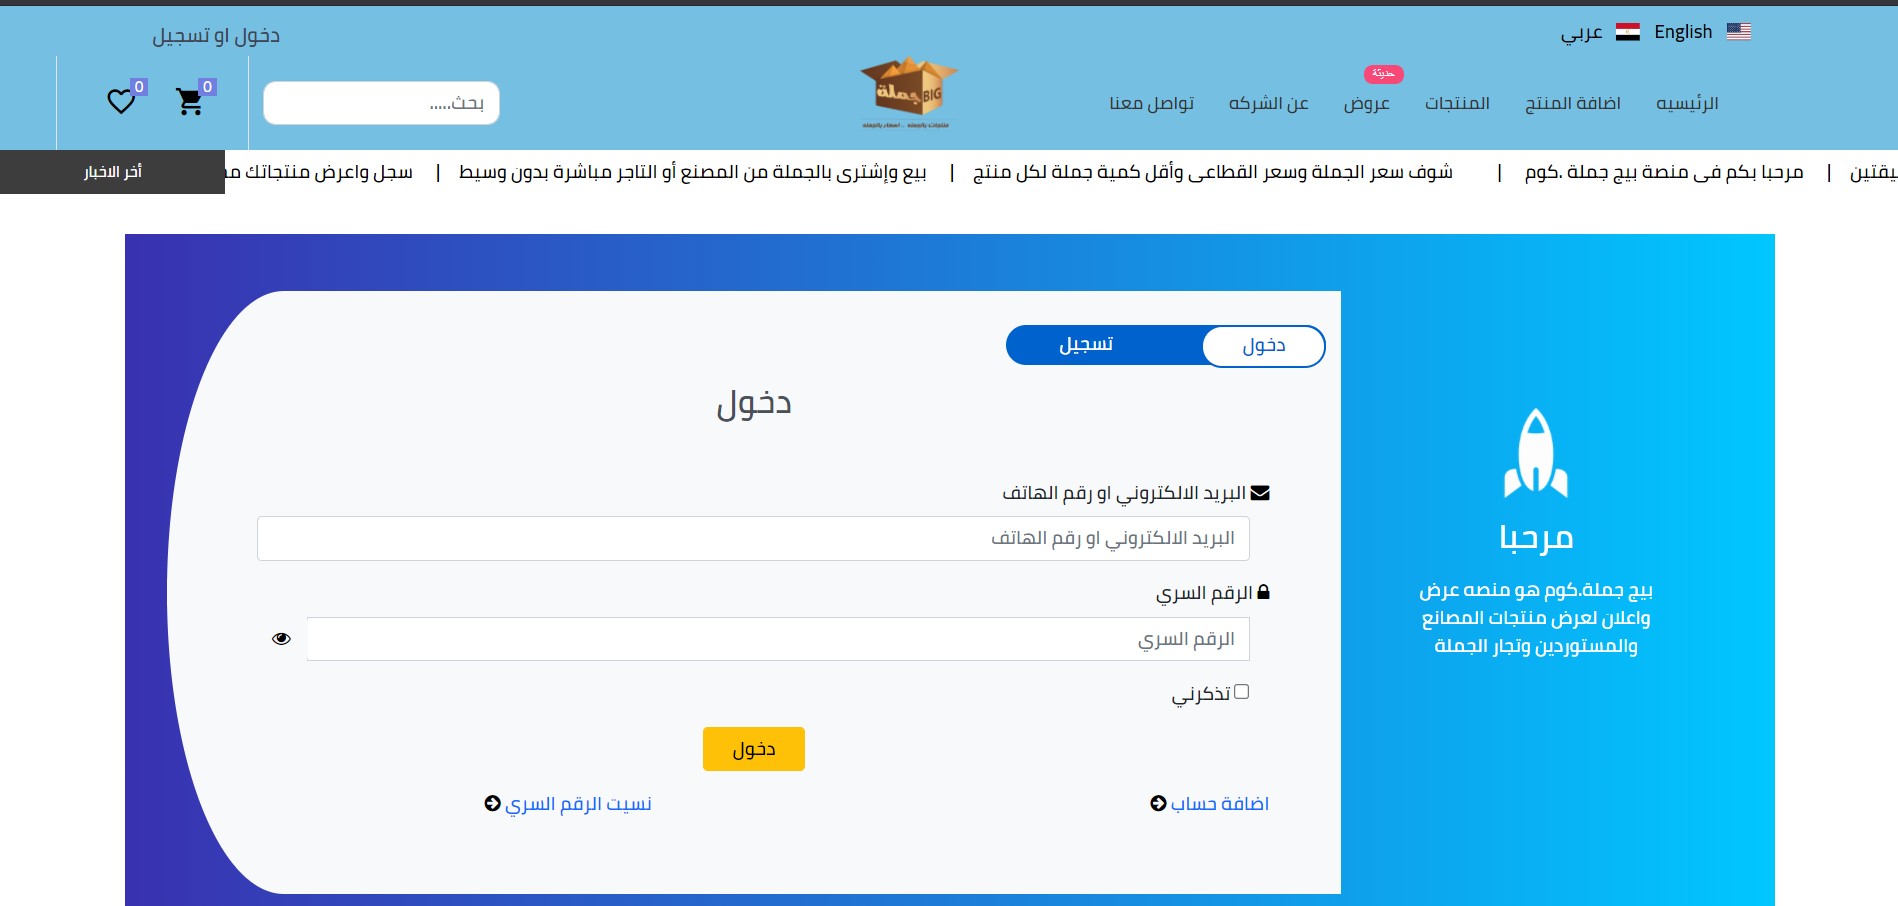 English عربي
دخول او تسجيل
حديثة
الرئيسيه اضافة المنتج المنتجات عروض عن الشركه تواصل معنا
BIG جملة
منتجات بالجمله .. اسعار بالجمله
بحث.....
0 0
أخر الاخبار
يقتين | مرحبا بكم فى منصة بيج جملة .كوم | شوف سعر الجملة وسعر القطاعى وأقل كمية جملة لكل منتج | بيع وإشترى بالجملة من المصنع أو التاجر مباشرة بدون وسيط | سجل واعرض منتجاتك
دخول تسجيل
دخول
البريد الالكتروني او رقم الهاتف
البريد الالكتروني او رقم الهاتف
الرقم السري
الرقم السري
تذكرني
دخول
اضافة حساب نسيت الرقم السري
مرحبا
بيج جملة.كوم هو منصه عرض
واعلان لعرض منتجات المصانع
والمستوردين وتجار الجملة